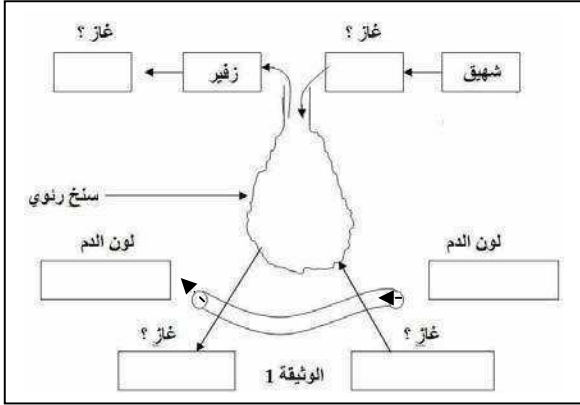 غاز ؟
غاز ؟
شهيق
زفير
سنخ رئوي
لون الدم
لون الدم
غاز ؟
غاز ؟
الوثيقة 1